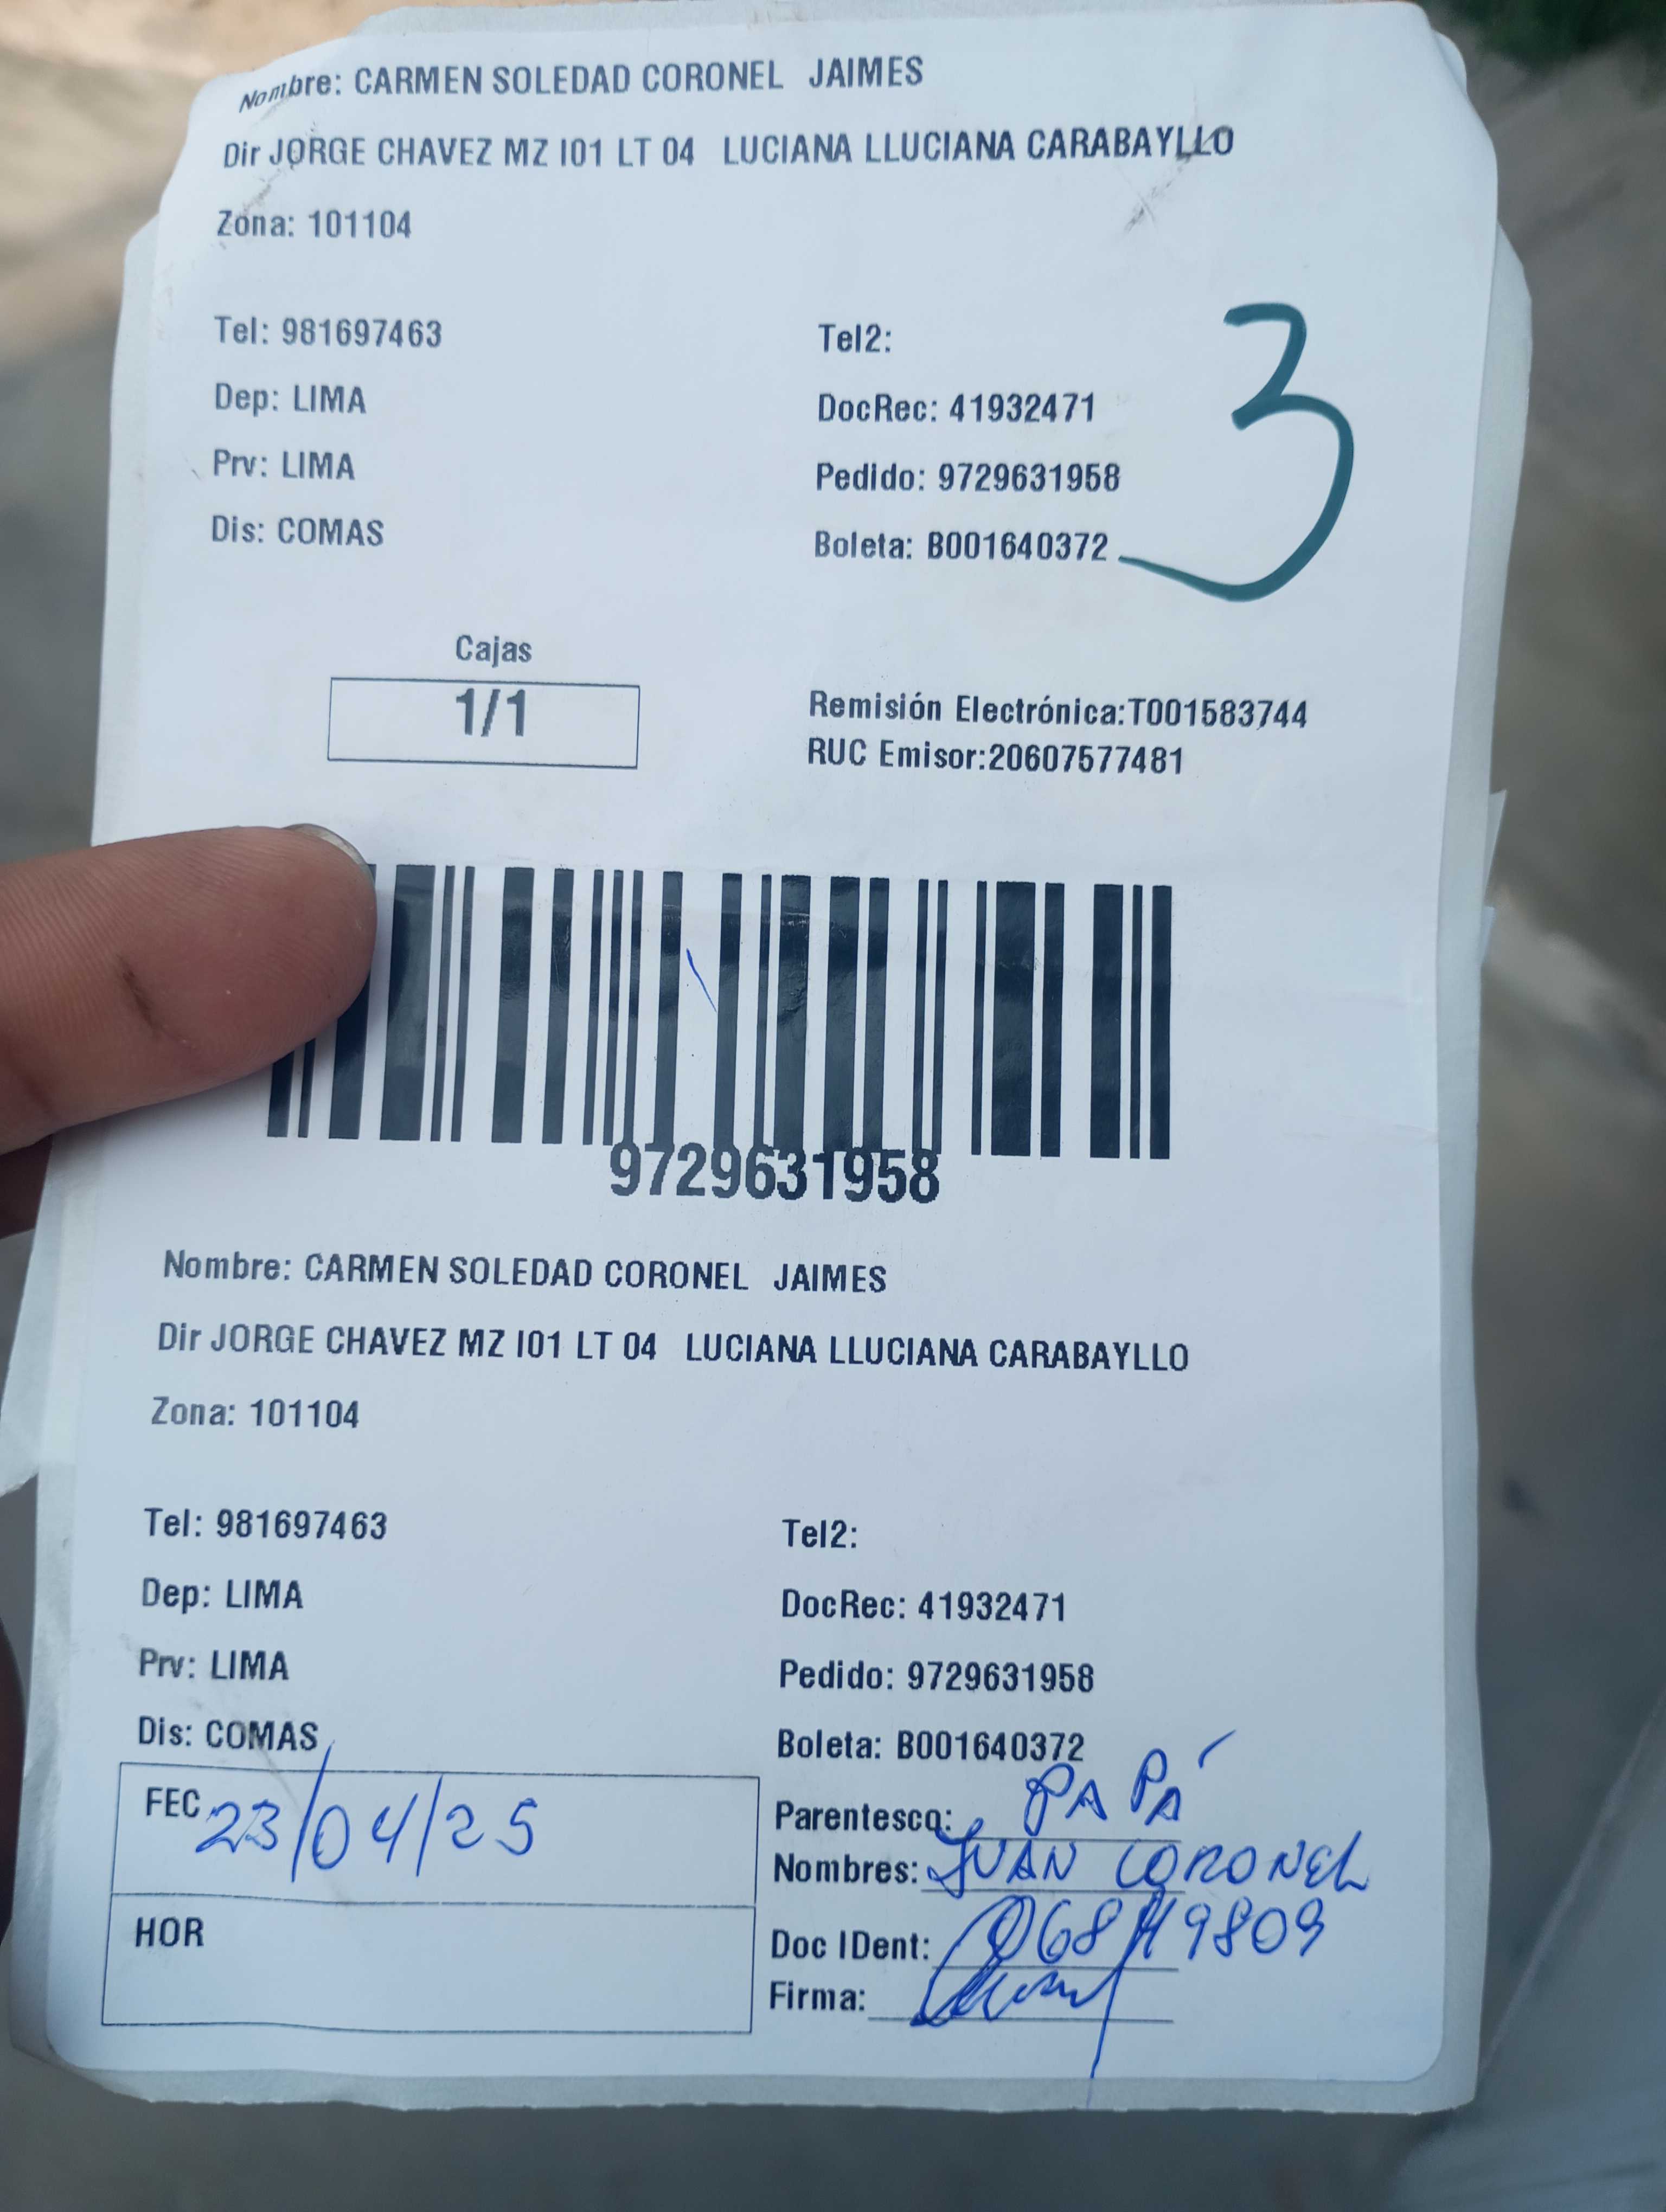 Nombre: CARMEN SOLEDAD CORONEL JAIMES
Dir JORGE CHAVEZ MZ I01 LT 04 LUCIANA LLUCIANA CARABAYLLO
Zona: 101104
Tel: 981697463 Tel2:
Dep: LIMA DocRec: 41932471
Prv: LIMA Pedido: 9729631958
Dis: COMAS Boleta: B001640372
3
Cajas
1/1
Remisión Electrónica:T001583744
RUC Emisor:20607577481
9729631958
Nombre: CARMEN SOLEDAD CORONEL JAIMES
Dir JORGE CHAVEZ MZ I01 LT 04 LUCIANA LLUCIANA CARABAYLLO
Zona: 101104
Tel: 981697463 Tel2:
Dep: LIMA DocRec: 41932471
Prv: LIMA Pedido: 9729631958
Dis: COMAS Boleta: B001640372
FEC 23/04/25
HOR
Parentesco: PAPÁ
Nombres: JUAN CORONEL
Doc IDent:
Firma: